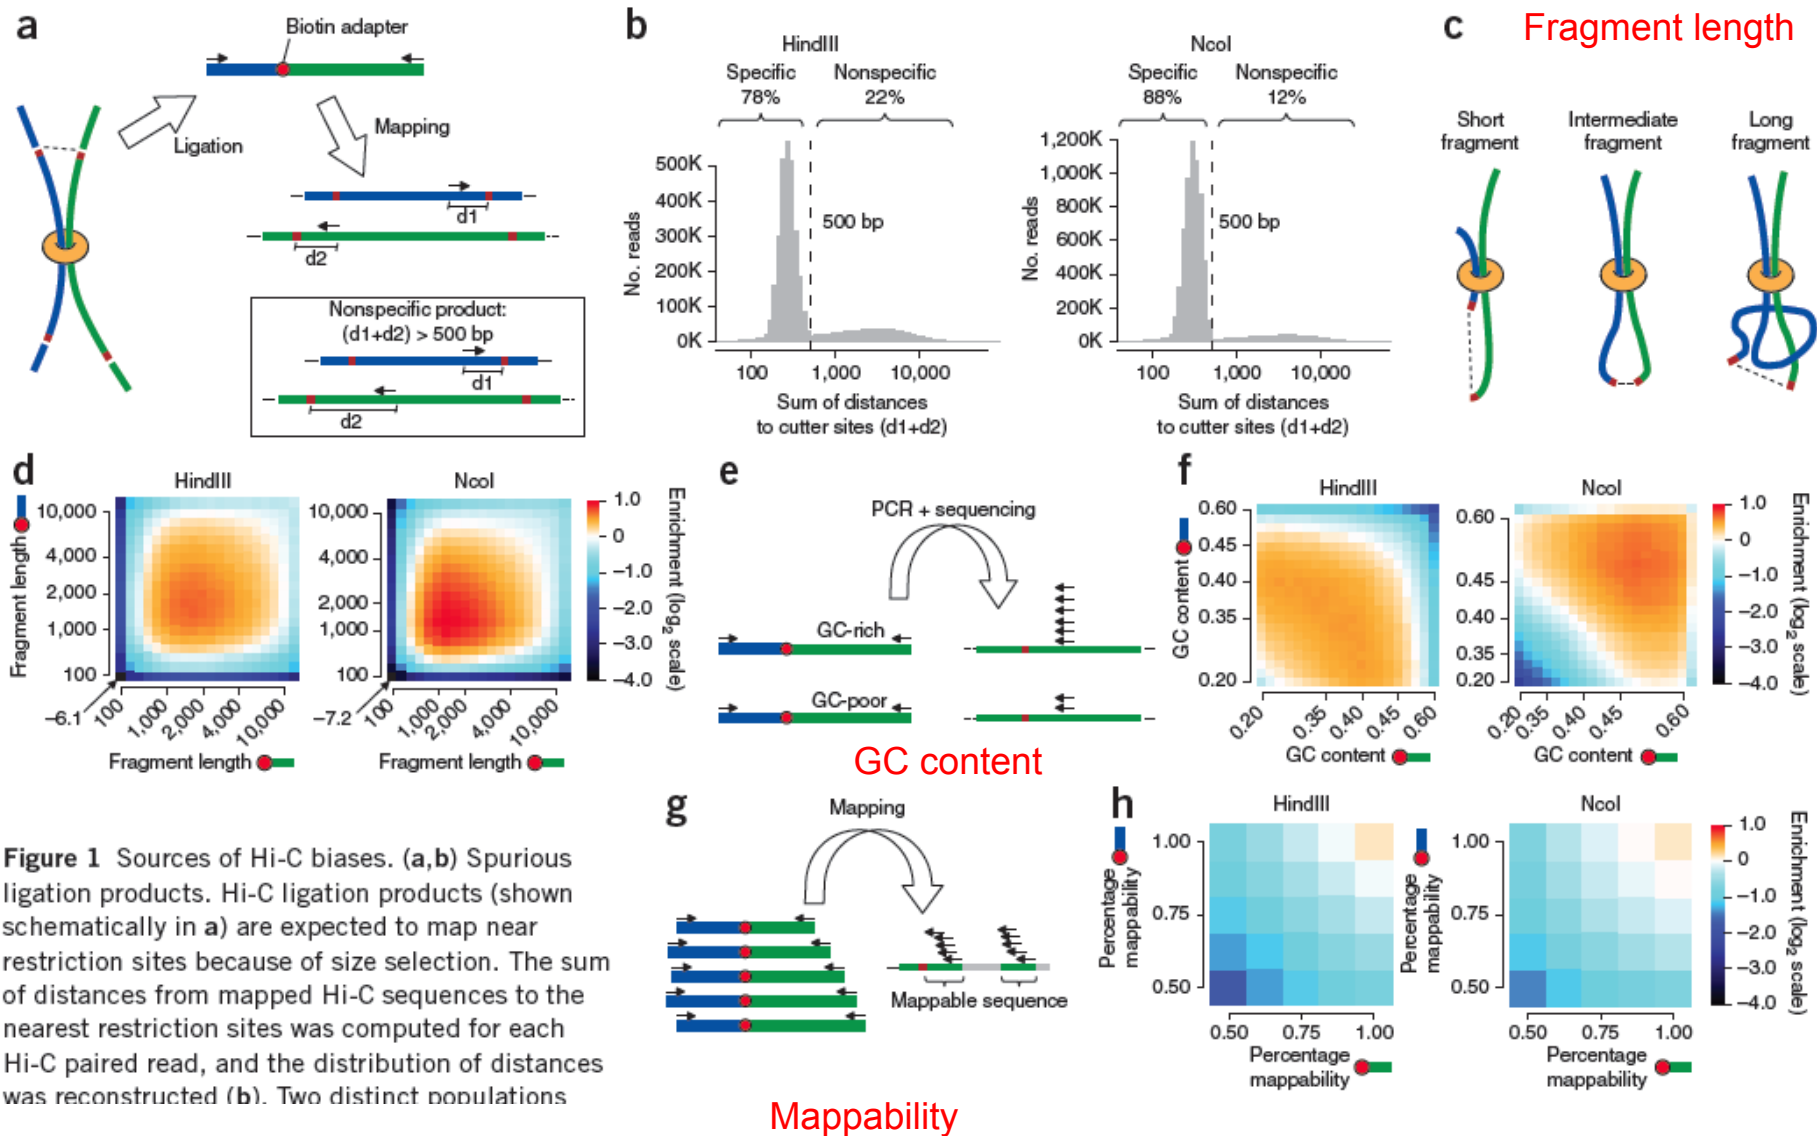 a
Biotin adapter
Ligation
Mapping
d1
d2
Nonspecific product:
(d1+d2) > 500 bp
d1
d2
b
HindIII
Specific
78%
Nonspecific
22%
500K
400K
300K
200K
100K
0K
No. reads
500 bp
100
1,000
10,000
Sum of distances
to cutter sites (d1+d2)
NcoI
Specific
88%
Nonspecific
12%
1,200K
1,000K
800K
600K
400K
200K
0K
No. reads
500 bp
100
1,000
10,000
Sum of distances
to cutter sites (d1+d2)
c
Fragment length
Short
fragment
Intermediate
fragment
Long
fragment
d
HindIII
Fragment length
10,000
4,000
2,000
1,000
100
−6.1
100
1,000
2,000
4,000
10,000
Fragment length
NcoI
10,000
4,000
2,000
1,000
100
−7.2
100
1,000
2,000
4,000
10,000
Fragment length
1.0
0
−1.0
−2.0
−3.0
−4.0
Enrichment (log2 scale)
e
PCR + sequencing
GC-rich
GC-poor
GC content
f
HindIII
GC content
0.60
0.45
0.40
0.35
0.20
0.20
0.35
0.40
0.45
0.60
GC content
NcoI
0.60
0.45
0.40
0.35
0.20
0.20
0.35
0.40
0.45
0.60
GC content
1.0
0
−1.0
−2.0
−3.0
−4.0
Enrichment (log2 scale)
g
Mapping
Mappable sequence
Mappability
h
HindIII
Percentage
mappability
1.00
0.75
0.50
0.50
0.75
1.00
Percentage
mappability
NcoI
Percentage
mappability
1.00
0.75
0.50
0.50
0.75
1.00
Percentage
mappability
1.0
0
−1.0
−2.0
−3.0
−4.0
Enrichment (log2 scale)
Figure 1 Sources of Hi-C biases. (a,b) Spurious
ligation products. Hi-C ligation products (shown
schematically in a) are expected to map near
restriction sites because of size selection. The sum
of distances from mapped Hi-C sequences to the
nearest restriction sites was computed for each
Hi-C paired read, and the distribution of distances
was reconstructed (b). Two distinct populations